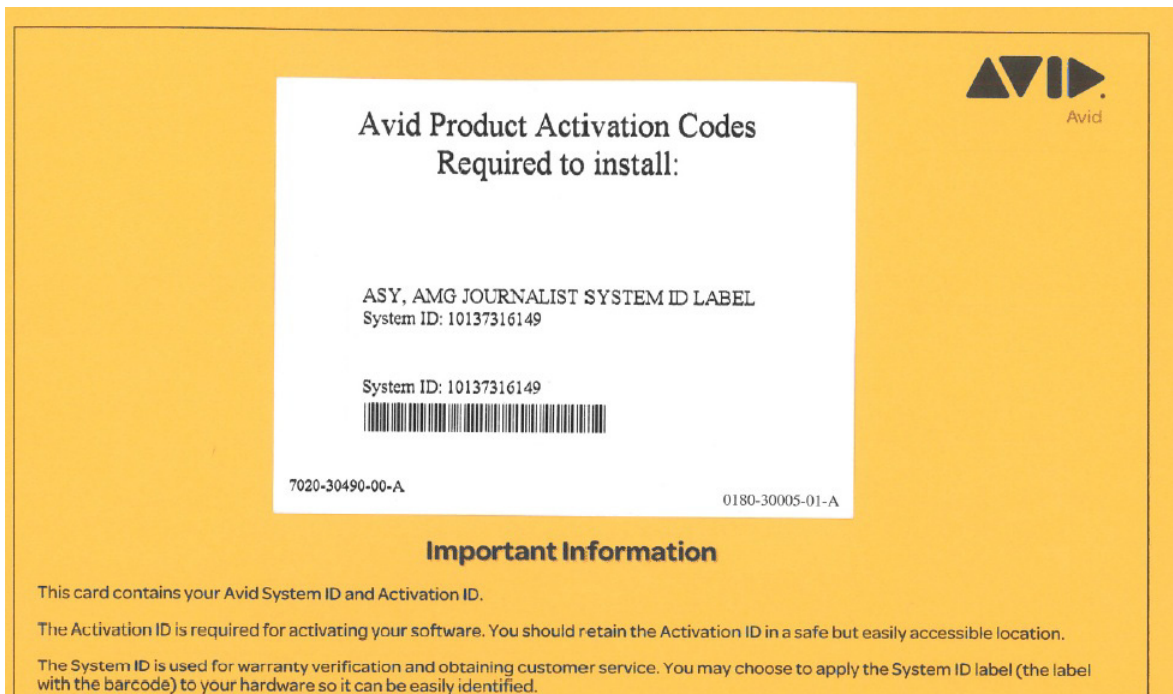 AVID
Avid
Avid Product Activation Codes
Required to install:
ASY, AMG JOURNALIST SYSTEM ID LABEL
System ID: 10137316149
System ID: 10137316149
7020-30490-00-A
0180-30005-01-A
Important Information
This card contains your Avid System ID and Activation ID.
The Activation ID is required for activating your software. You should retain the Activation ID in a safe but easily accessible location.
The System ID is used for warranty verification and obtaining customer service. You may choose to apply the System ID label (the label
with the barcode) to your hardware so it can be easily identified.